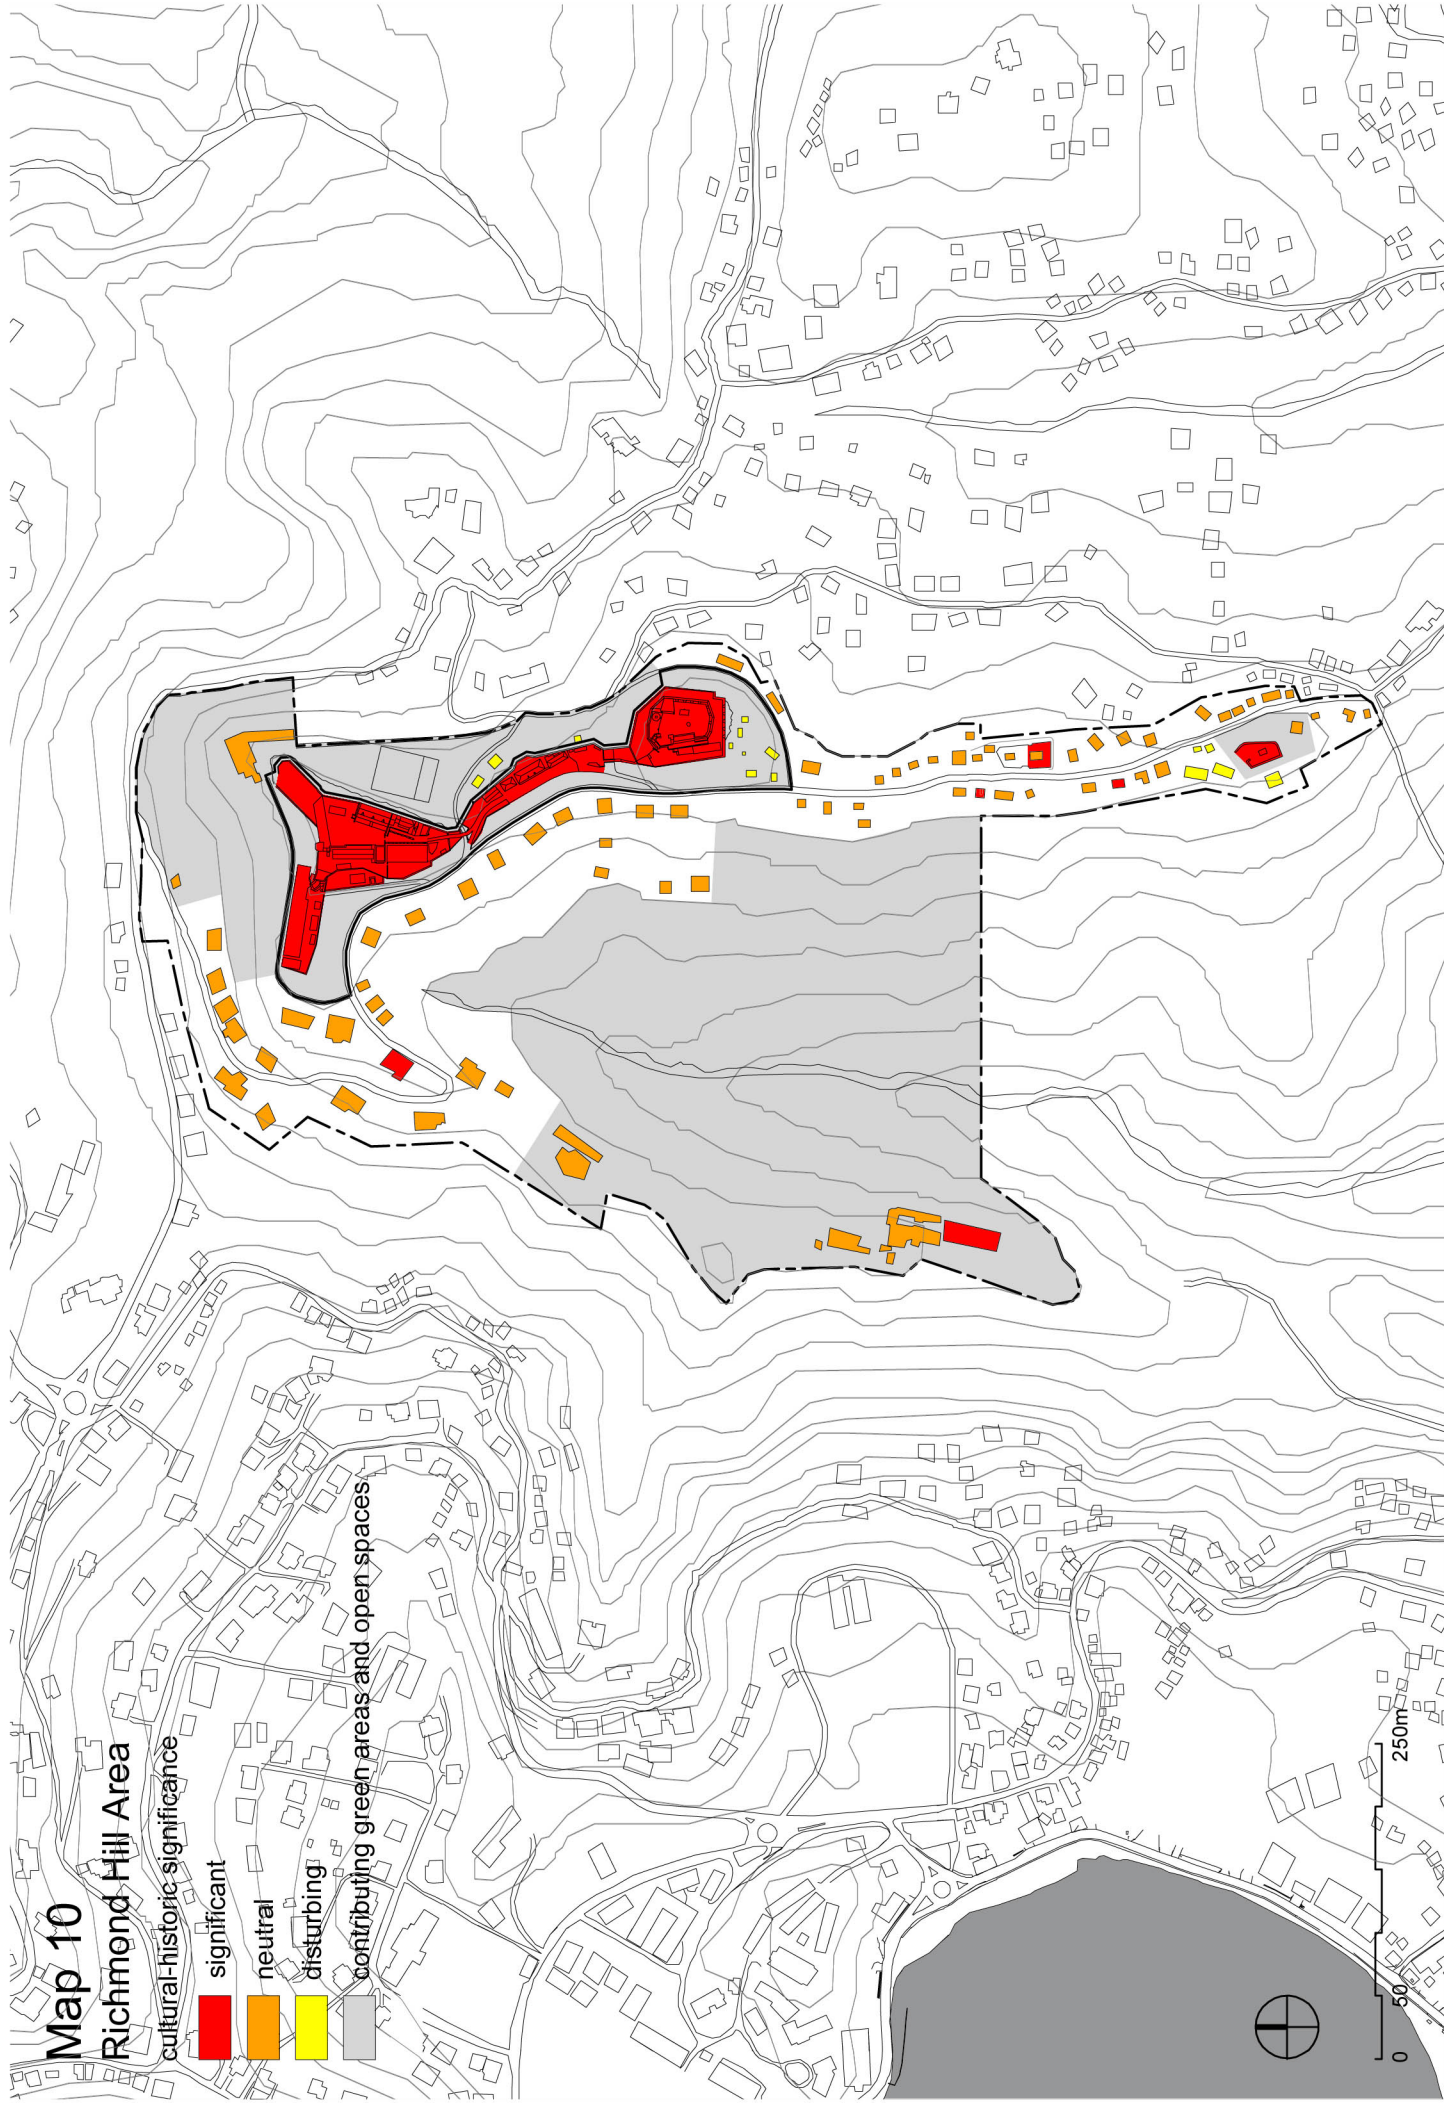 Map 10
Richmond Hill Area
cultural-historic significance
significant
neutral
disturbing
contributing green areas and open spaces
0 50 250m